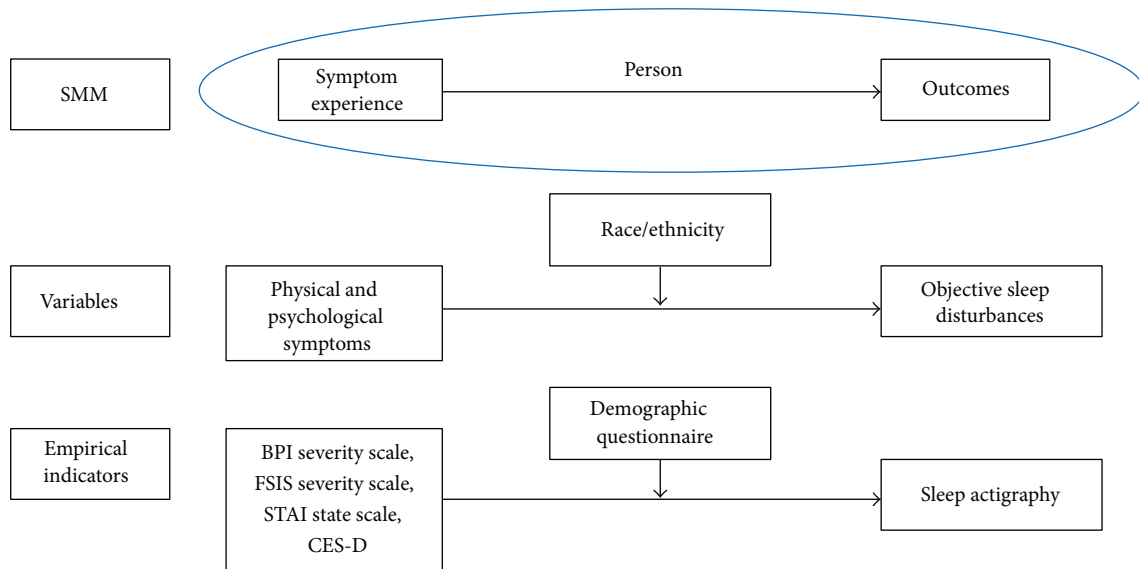 SMM
Symptom
experience
Person
Outcomes
Race/ethnicity
Variables
Physical and
psychological
symptoms
Objective sleep
disturbances
Demographic
questionnaire
Empirical
indicators
BPI severity scale,
FSIS severity scale,
STAI state scale,
CES-D
Sleep actigraphy